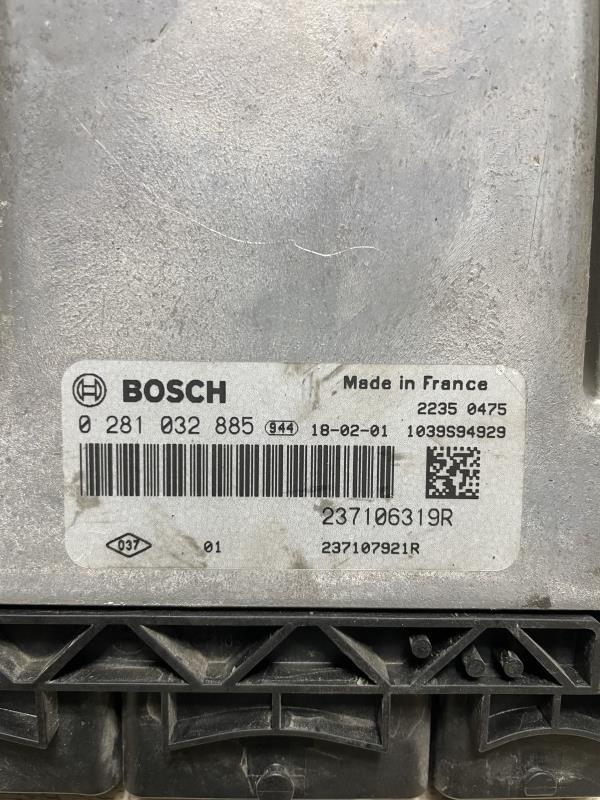 BOSCH Made in France
2235 0475
0 281 032 885 944 18-02-01 1039S94929
237106319R
037 01 237107921R